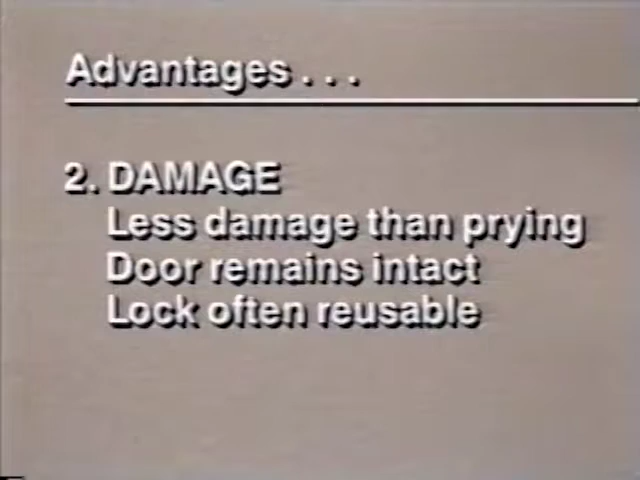 Advantages . . .
2. DAMAGE
Less damage than prying
Door remains intact
Lock often reusable